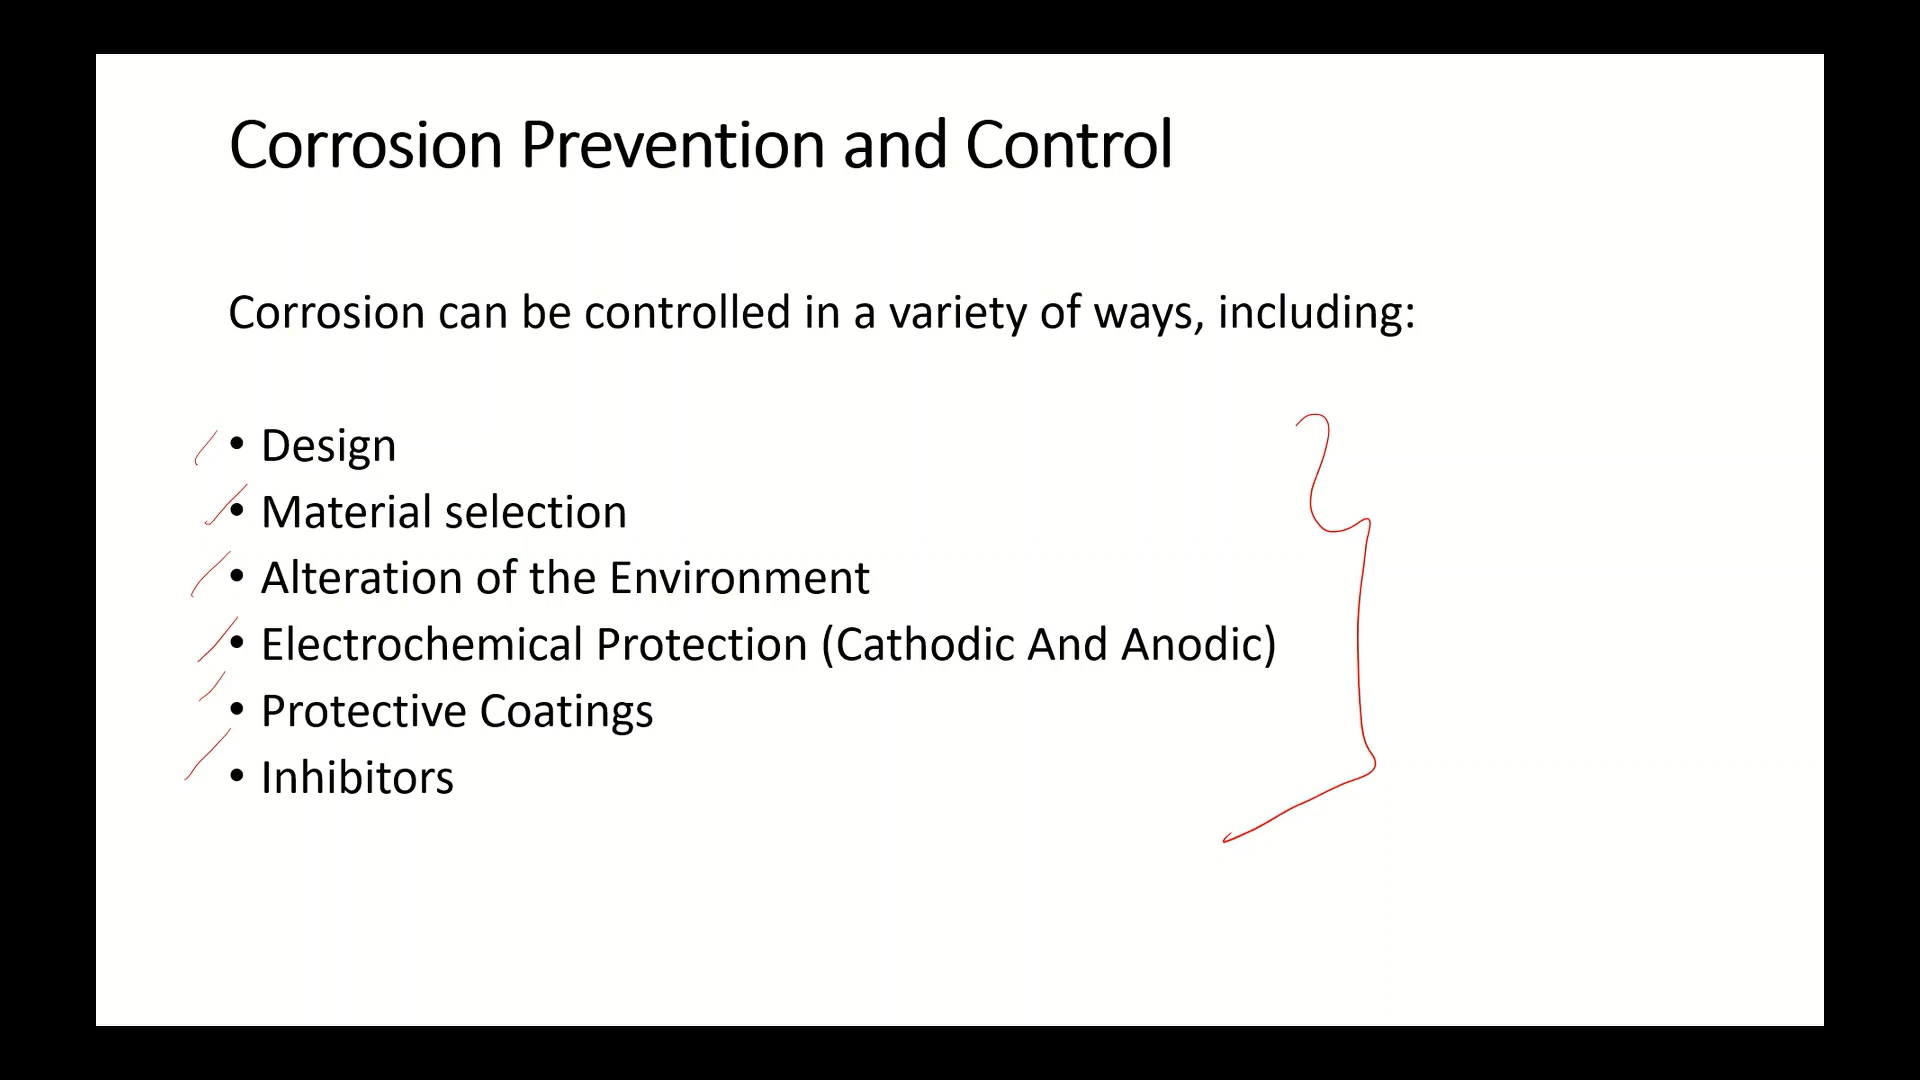 Corrosion Prevention and Control
Corrosion can be controlled in a variety of ways, including:
• Design
• Material selection
• Alteration of the Environment
• Electrochemical Protection (Cathodic And Anodic)
• Protective Coatings
• Inhibitors